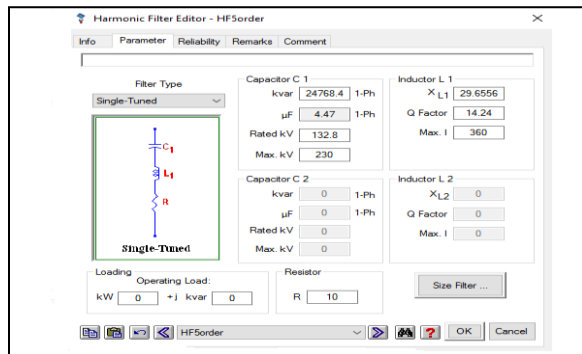 Harmonic Filter Editor - HF5order
Info Parameter Reliability Remarks Comment
Filter Type
Single-Tuned
C1
L1
R
Single-Tuned
Capacitor C 1
kvar 24768.4 1-Ph
µF 4.47 1-Ph
Rated kV 132.8
Max. kV 230
Inductor L 1
XL1 29.6556
Q Factor 14.24
Max. I 360
Capacitor C 2
kvar 0 1-Ph
µF 0 1-Ph
Rated kV 0
Max. kV 0
Inductor L 2
XL2 0
Q Factor 0
Max. I 0
Loading
Operating Load:
kW 0 +j kvar 0
Resistor
R 10
Size Filter ...
HF5order
? OK Cancel